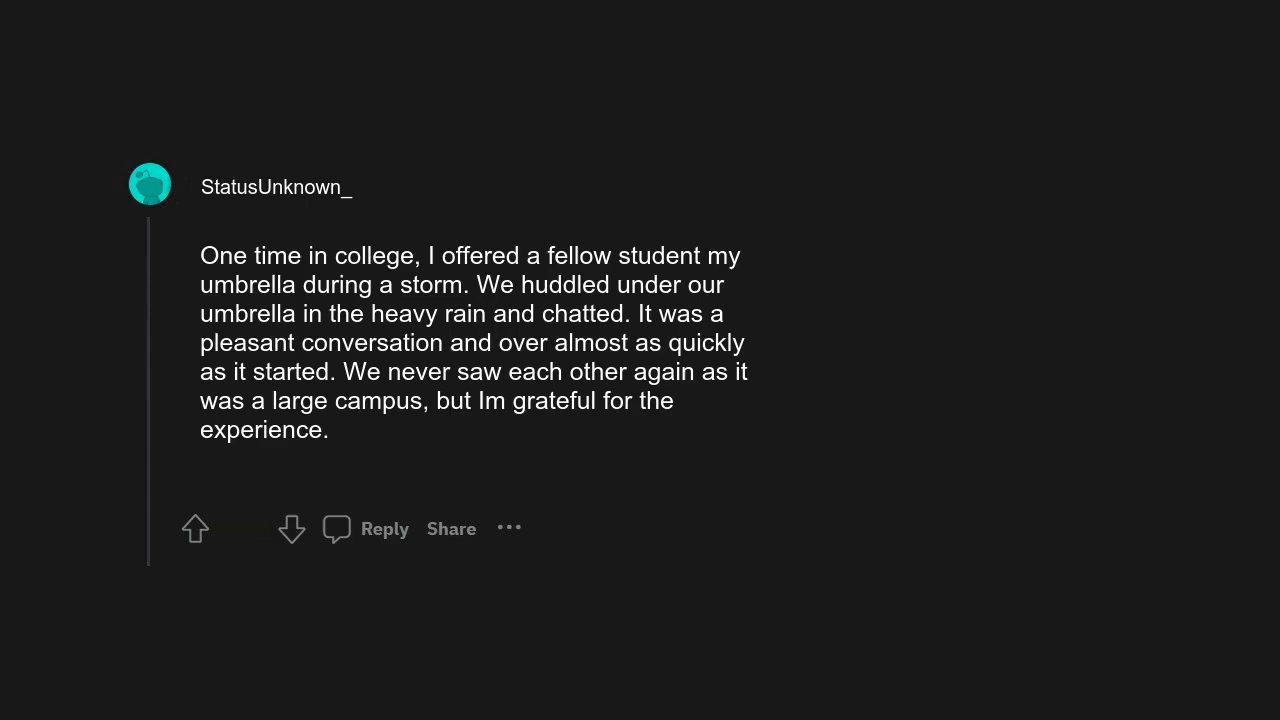 StatusUnknown_
One time in college, I offered a fellow student my
umbrella during a storm. We huddled under our
umbrella in the heavy rain and chatted. It was a
pleasant conversation and over almost as quickly
as it started. We never saw each other again as it
was a large campus, but Im grateful for the
experience.
Reply Share